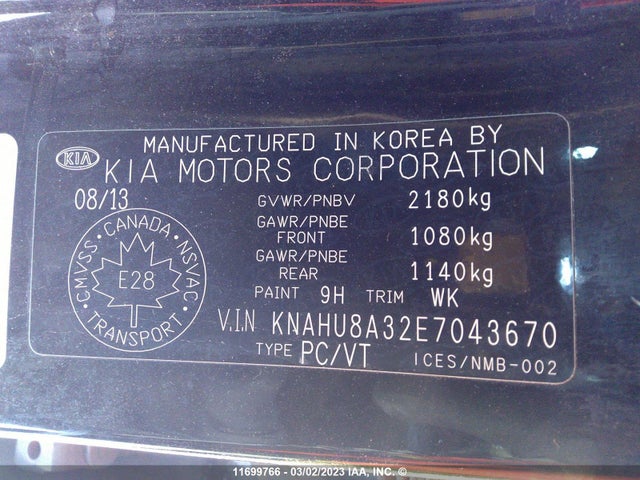 MANUFACTURED IN KOREA BY
KIA KIA MOTORS CORPORATION
08/13
GVWR/PNBV 2180kg
GAWR/PNBE FRONT 1080kg
GAWR/PNBE REAR 1140kg
PAINT 9H TRIM WK
V.I.N KNAHU8A32E7043670
TYPE PC/VT ICES/NMB-002
CANADA
CMVSS NSVAC
E28
TRANSPORT
11699766 - 03/02/2023 IAA, INC. ©